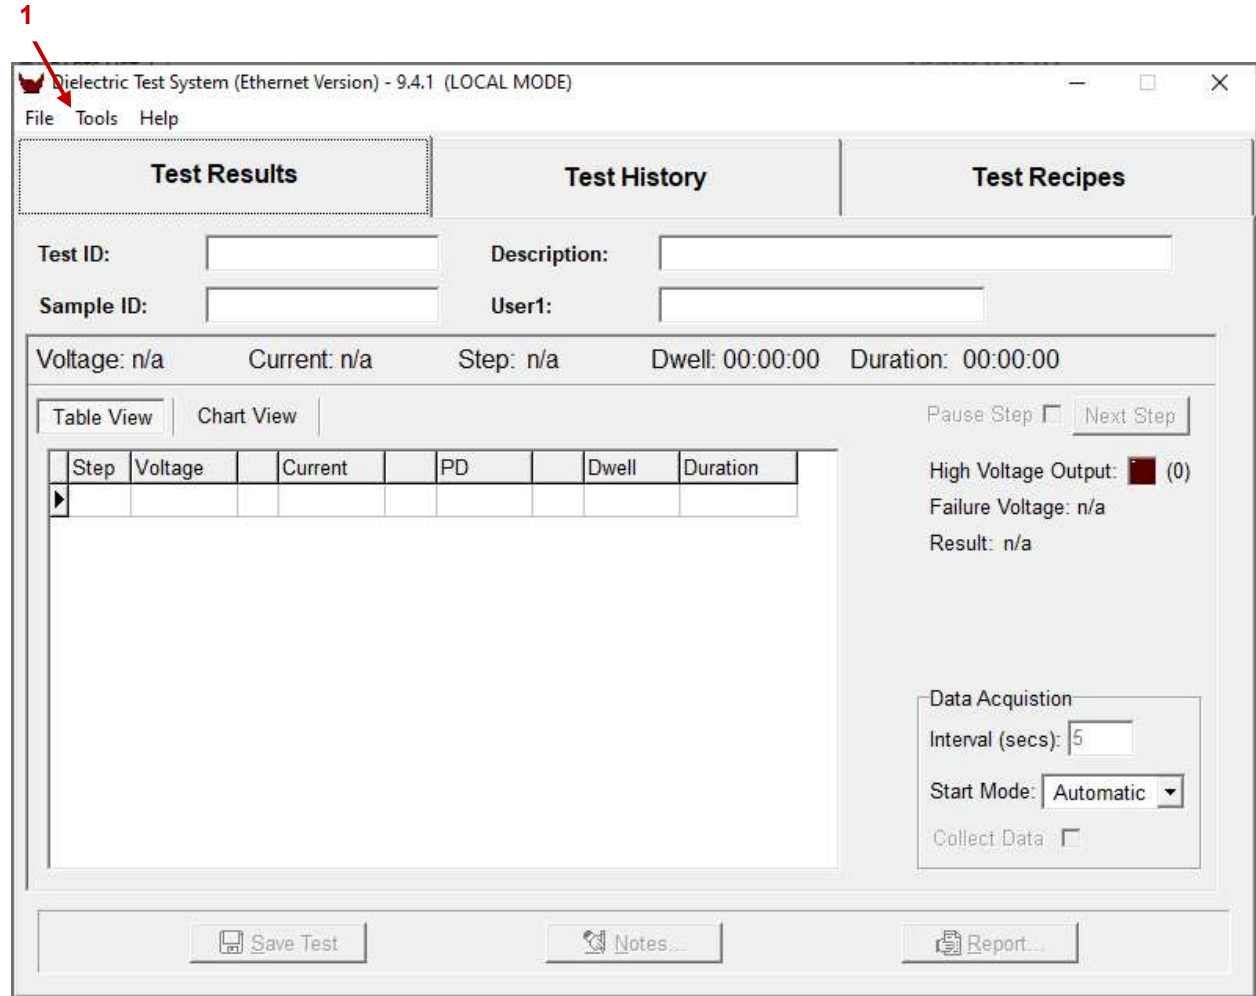 1
Dielectric Test System (Ethernet Version) - 9.4.1 (LOCAL MODE)
File Tools Help
Test Results Test History Test Recipes
Test ID: Description:
Sample ID: User1:
Voltage: n/a Current: n/a Step: n/a Dwell: 00:00:00 Duration: 00:00:00
Table View Chart View Pause Step Next Step
Step Voltage Current PD Dwell Duration
High Voltage Output: (0)
Failure Voltage: n/a
Result: n/a
Data Acquistion
Interval (secs): 5
Start Mode: Automatic
Collect Data
Save Test Notes... Report...